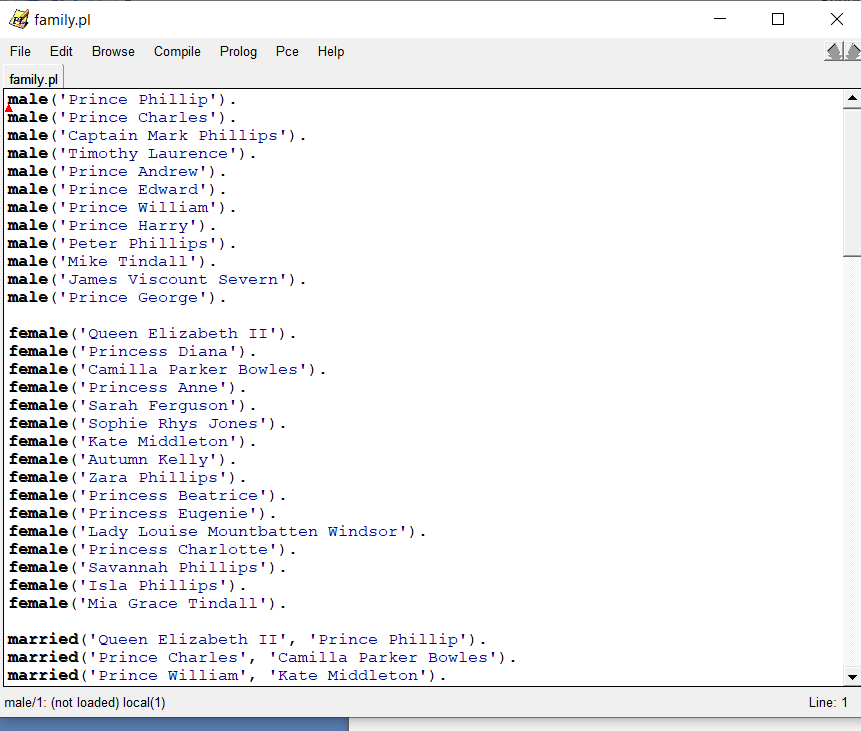 family.pl
File Edit Browse Compile Prolog Pce Help
family.pl
male('Prince Phillip').
male('Prince Charles').
male('Captain Mark Phillips').
male('Timothy Laurence').
male('Prince Andrew').
male('Prince Edward').
male('Prince William').
male('Prince Harry').
male('Peter Phillips').
male('Mike Tindall').
male('James Viscount Severn').
male('Prince George').
female('Queen Elizabeth II').
female('Princess Diana').
female('Camilla Parker Bowles').
female('Princess Anne').
female('Sarah Ferguson').
female('Sophie Rhys Jones').
female('Kate Middleton').
female('Autumn Kelly').
female('Zara Phillips').
female('Princess Beatrice').
female('Princess Eugenie').
female('Lady Louise Mountbatten Windsor').
female('Princess Charlotte').
female('Savannah Phillips').
female('Isla Phillips').
female('Mia Grace Tindall').
married('Queen Elizabeth II', 'Prince Phillip').
married('Prince Charles', 'Camilla Parker Bowles').
married('Prince William', 'Kate Middleton').
male/1: (not loaded) local(1) Line: 1